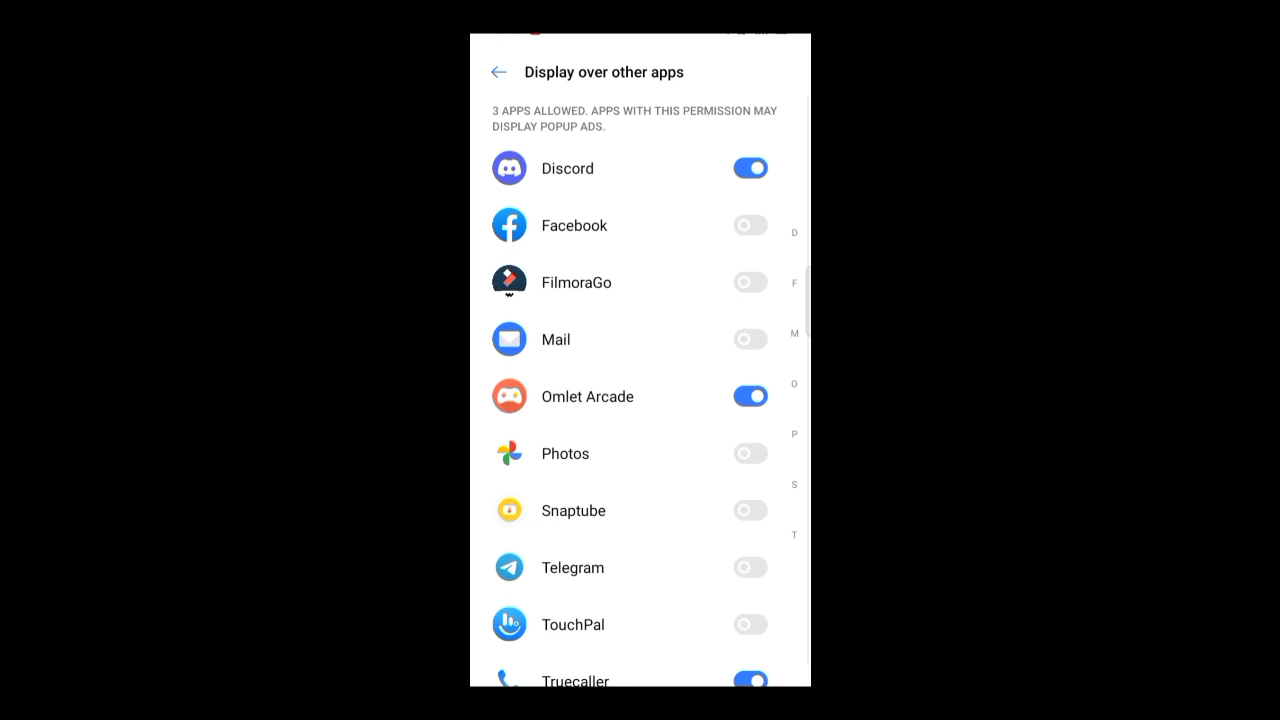 Display over other apps
3 APPS ALLOWED. APPS WITH THIS PERMISSION MAY
DISPLAY POPUP ADS.
Discord
Facebook
D
FilmoraGo
F
M
Mail
O
Omlet Arcade
P
Photos
S
Snaptube
T
Telegram
TouchPal
Truecaller